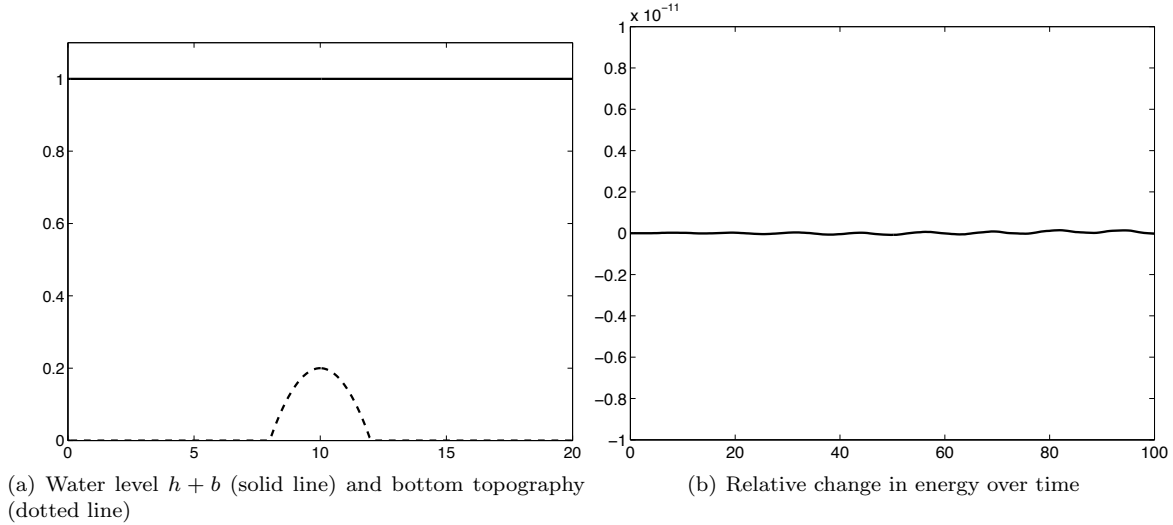 1
0.8
0.6
0.4
0.2
0
0 5 10 15 20
(a) Water level h + b (solid line) and bottom topography
(dotted line)
x 10⁻¹¹
1
0.8
0.6
0.4
0.2
0
−0.2
−0.4
−0.6
−0.8
−1
0 20 40 60 80 100
(b) Relative change in energy over time